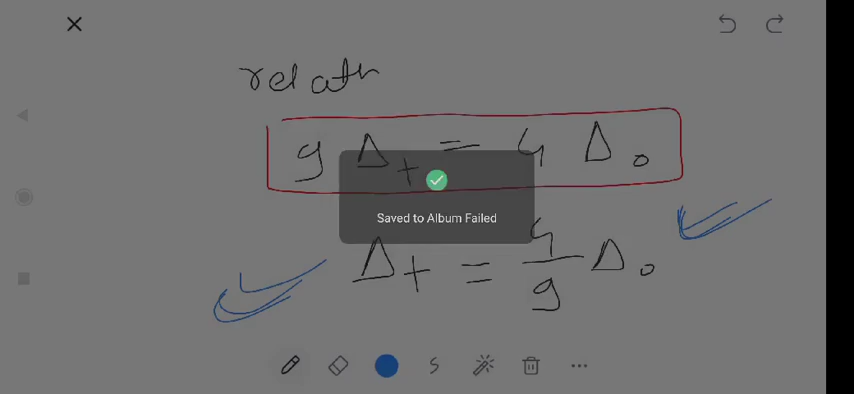 relatn
9 Δt = 4 Δo
Saved to Album Failed
Δt = 4/9 Δo
S